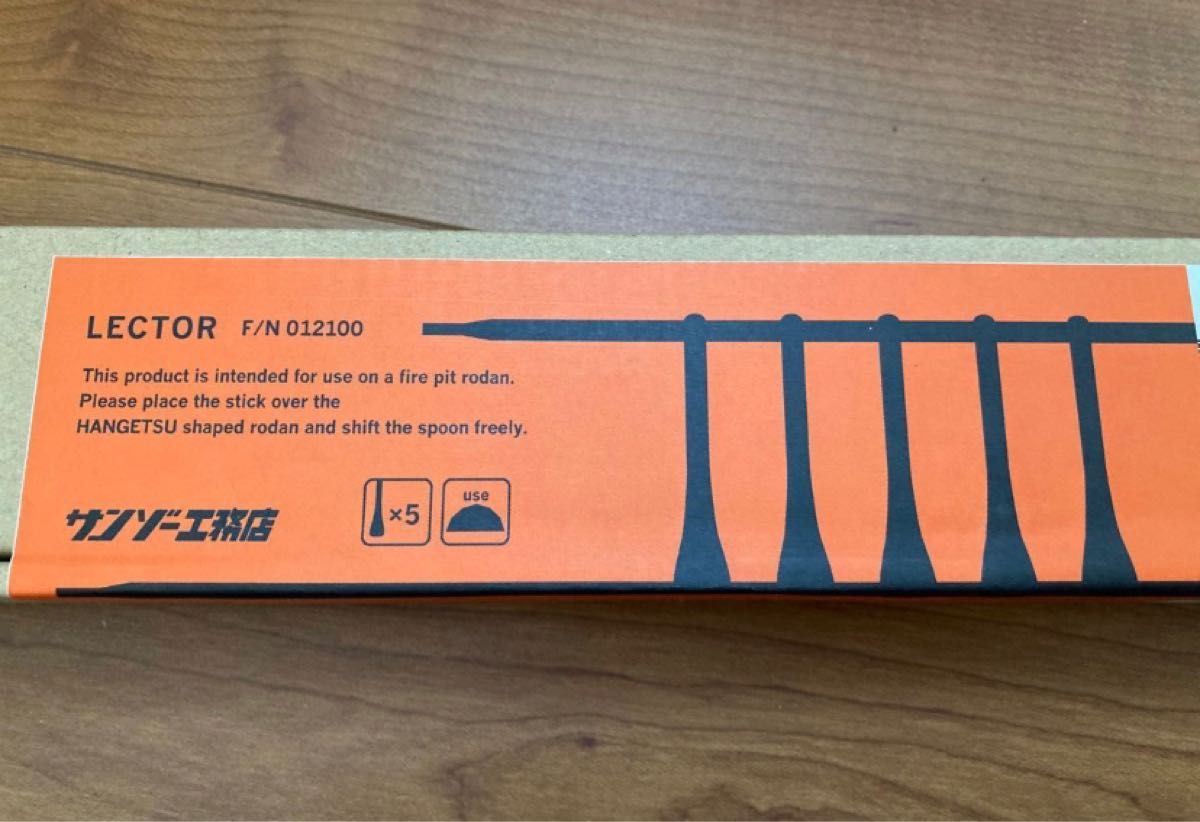 LECTOR F/N 012100
This product is intended for use on a fire pit rodan.
Please place the stick over the
HANGETSU shaped rodan and shift the spoon freely.
サンゾー工務店
×5
use